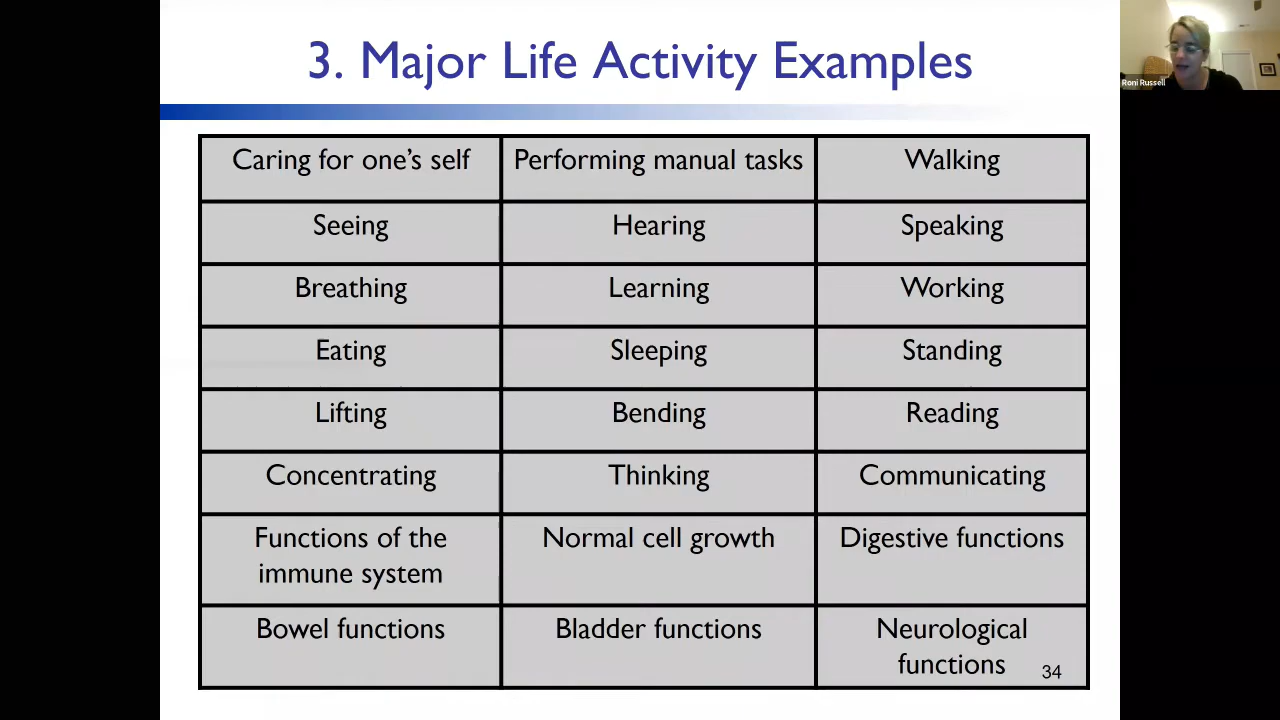 3. Major Life Activity Examples
Roni Russell
Caring for one’s self
Performing manual tasks
Walking
Seeing
Hearing
Speaking
Breathing
Learning
Working
Eating
Sleeping
Standing
Lifting
Bending
Reading
Concentrating
Thinking
Communicating
Functions of the
immune system
Normal cell growth
Digestive functions
Bowel functions
Bladder functions
Neurological
functions
34